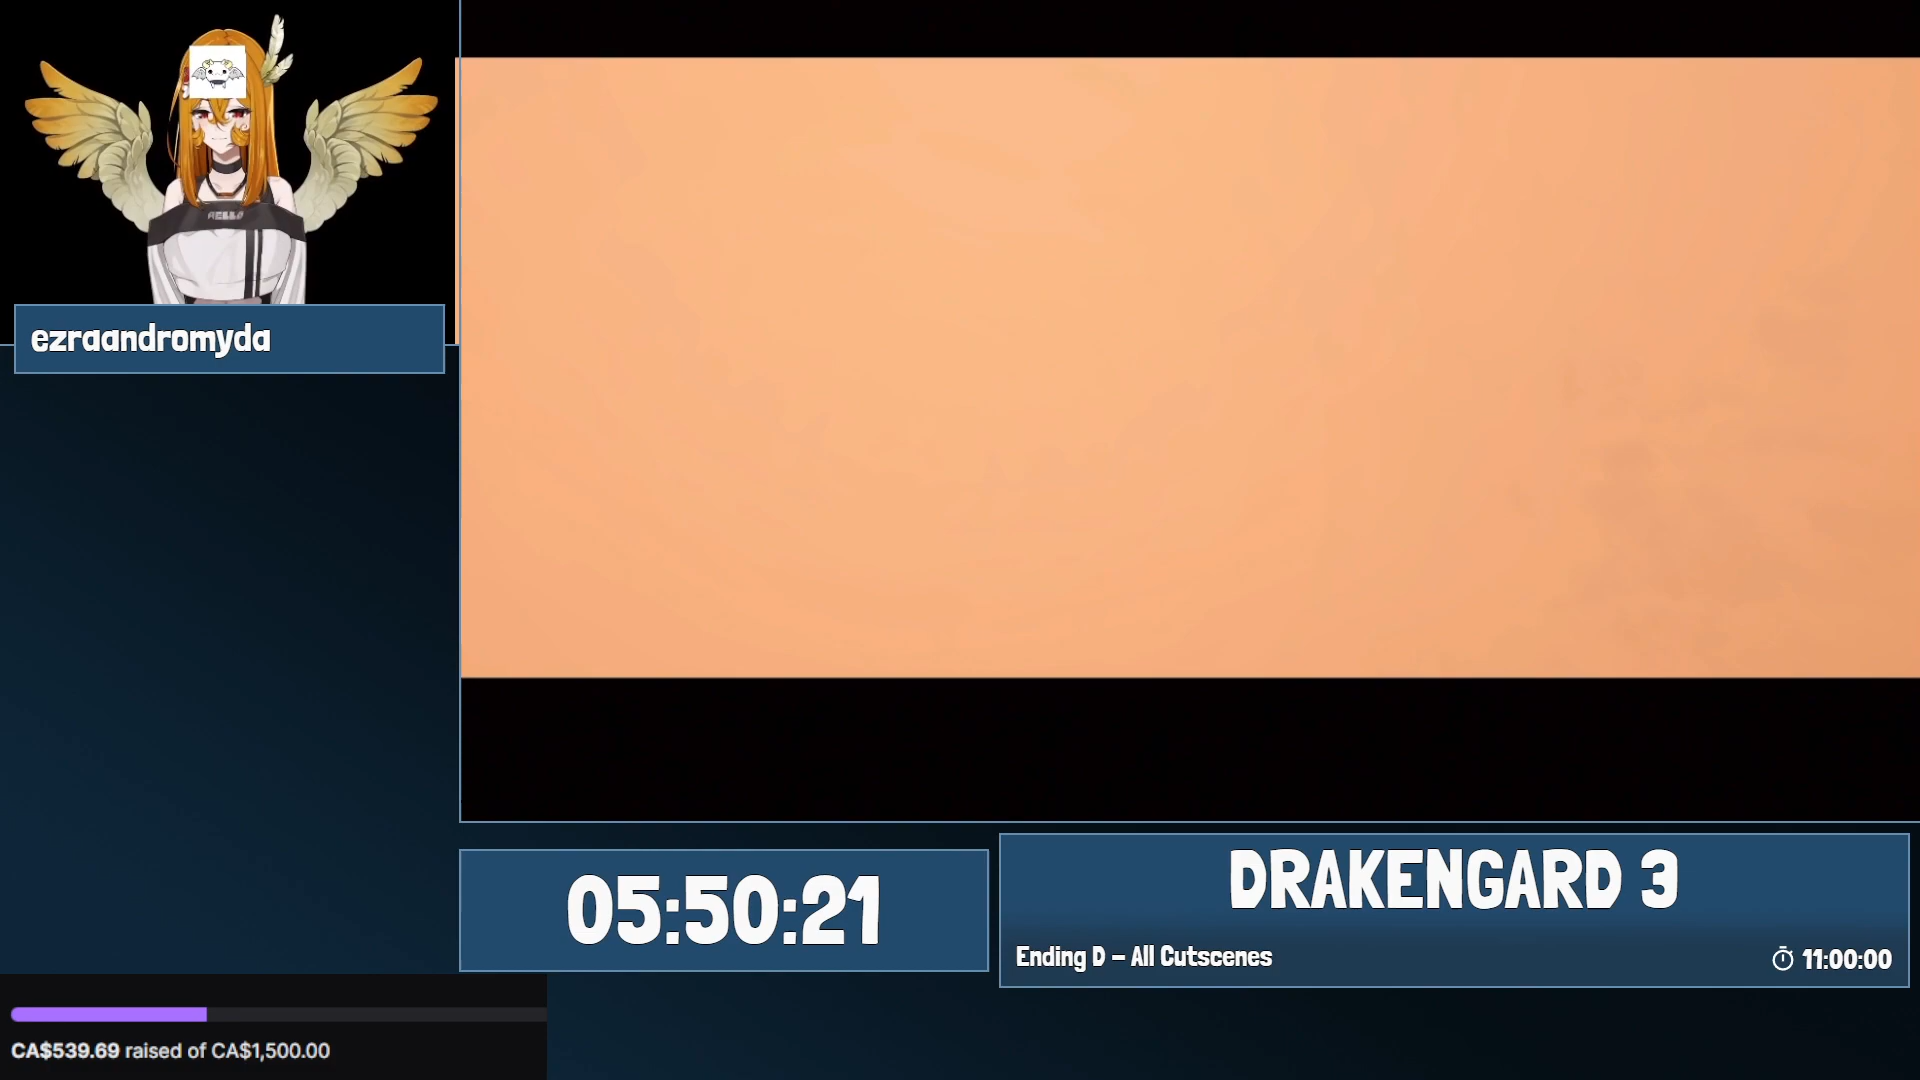 HELLO
ezraandromyda
05:50:21
DRAKENGARD 3
Ending D – All Cutscenes
11:00:00
CA$539.69 raised of CA$1,500.00